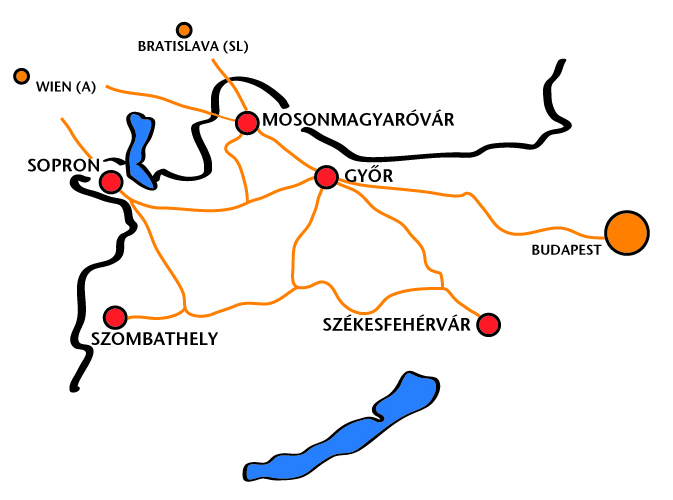 BRATISLAVA (SL)
WIEN (A)
MOSONMAGYARÓVÁR
SOPRON
GYŐR
BUDAPEST
SZÉKESFEHÉRVÁR
SZOMBATHELY